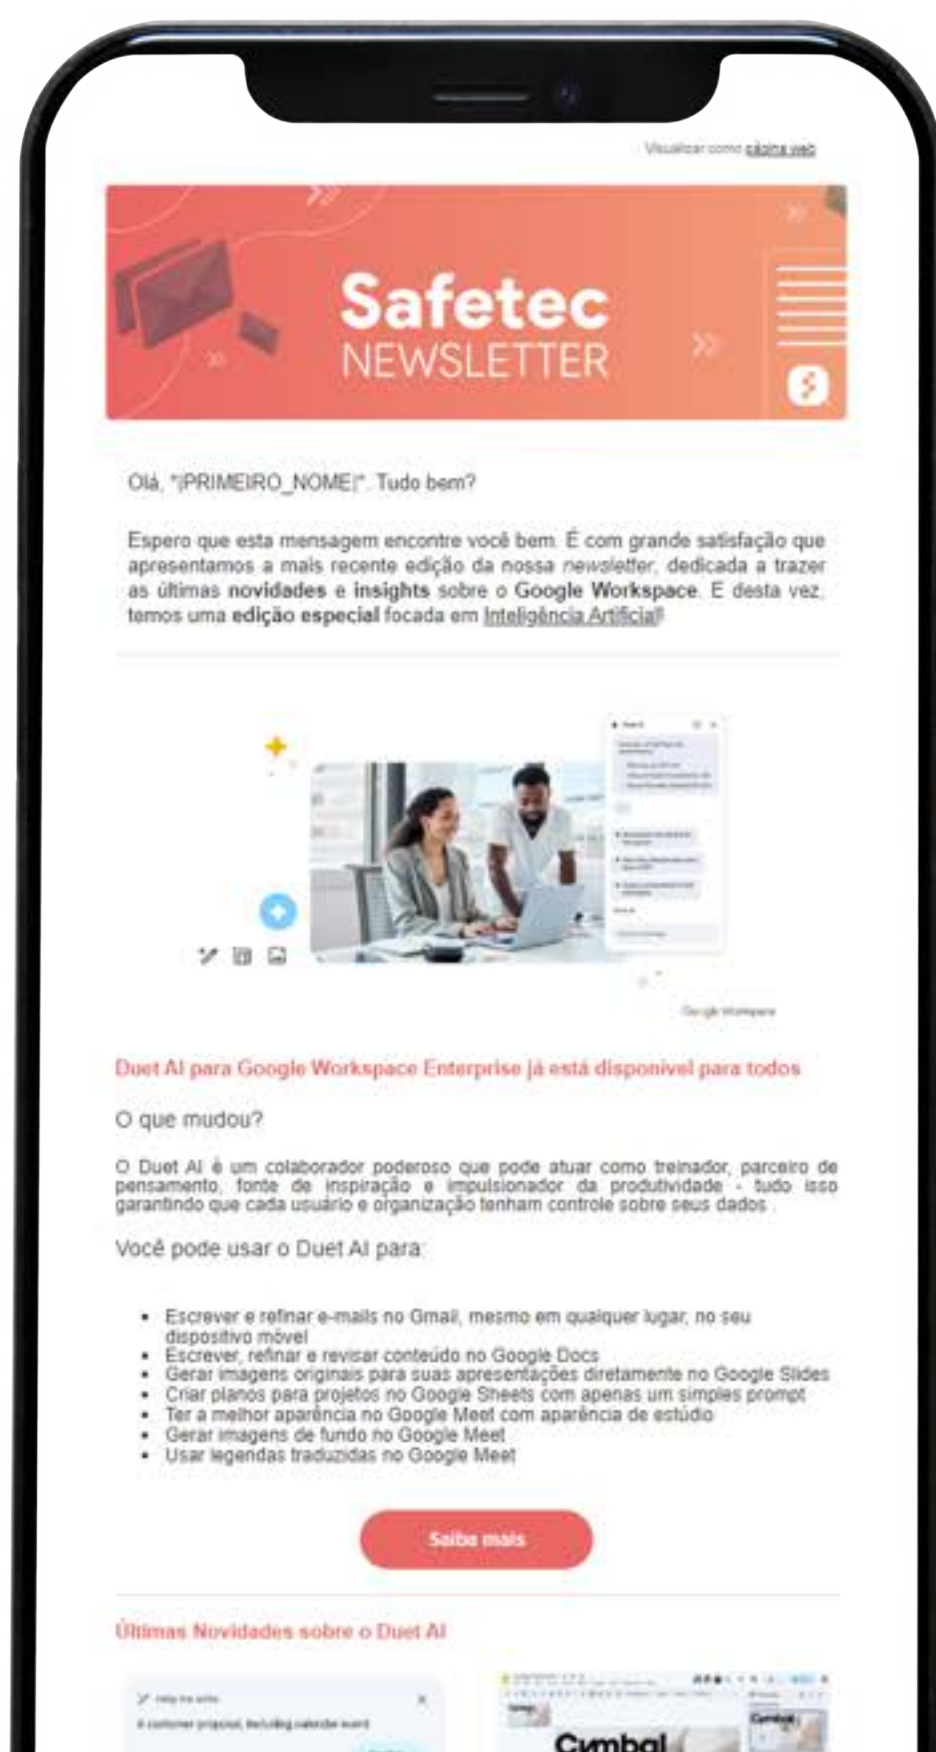 Visualizar como página web
Safetec
NEWSLETTER
Olá, *|PRIMEIRO_NOME|*. Tudo bem?
Espero que esta mensagem encontre você bem. É com grande satisfação que
apresentamos a mais recente edição da nossa newsletter, dedicada a trazer
as últimas novidades e insights sobre o Google Workspace. E desta vez,
temos uma edição especial focada em Inteligência Artificial!
Google Workspace
Duet AI para Google Workspace Enterprise já está disponível para todos
O que mudou?
O Duet AI é um colaborador poderoso que pode atuar como treinador, parceiro de
pensamento, fonte de inspiração e impulsionador da produtividade - tudo isso
garantindo que cada usuário e organização tenham controle sobre seus dados .
Você pode usar o Duet AI para:
• Escrever e refinar e-mails no Gmail, mesmo em qualquer lugar, no seu
dispositivo móvel
• Escrever, refinar e revisar conteúdo no Google Docs
• Gerar imagens originais para suas apresentações diretamente no Google Slides
• Criar planos para projetos no Google Sheets com apenas um simples prompt
• Ter a melhor aparência no Google Meet com aparência de estúdio
• Gerar imagens de fundo no Google Meet
• Usar legendas traduzidas no Google Meet
Saiba mais
Últimas Novidades sobre o Duet AI
Help me write
A customer proposal, including calendar event
Cymbal
Cymbal